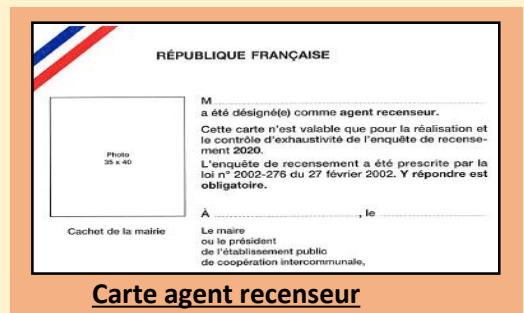 RÉPUBLIQUE FRANÇAISE
M
a été désigné(e) comme agent recenseur.
Cette carte n'est valable que pour la réalisation et
le contrôle d'exhaustivité de l'enquête de recense-
ment 2020.
L'enquête de recensement a été prescrite par la
loi n° 2002-276 du 27 février 2002. Y répondre est
obligatoire.
Photo
35 x 40
À ..................................... , le .....................
Cachet de la mairie
Le maire
ou le président
de l'établissement public
de coopération intercommunale,
Carte agent recenseur